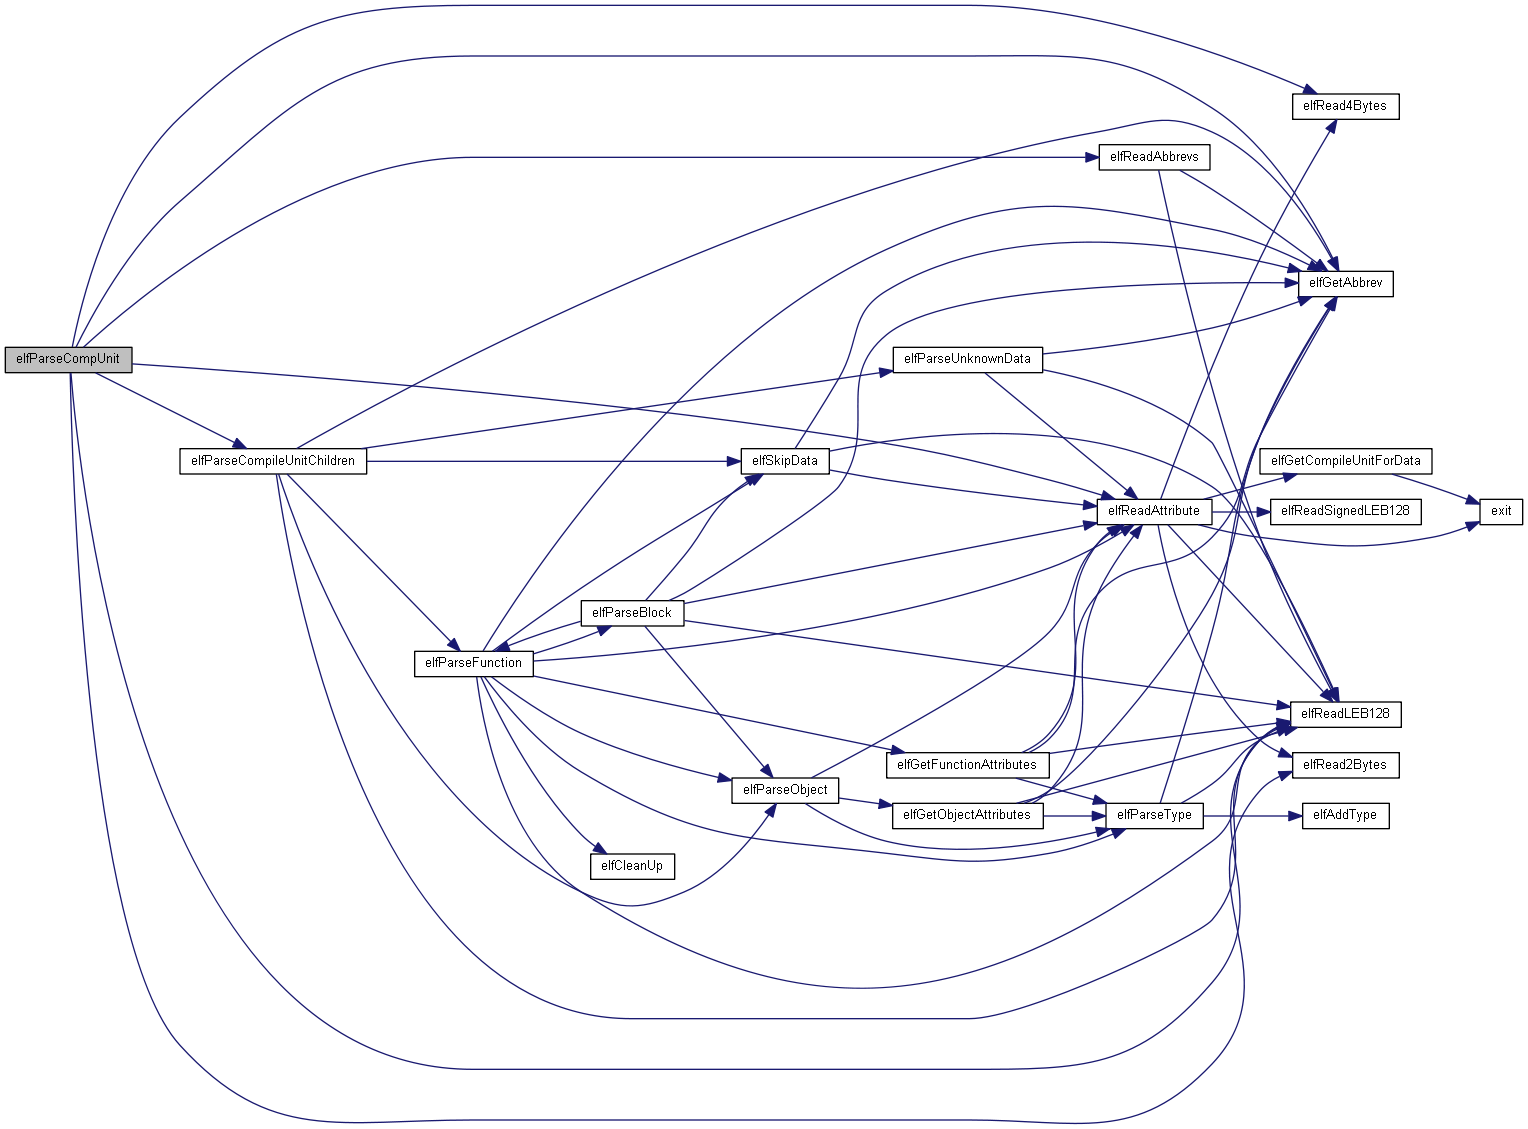 elfRead4Bytes
elfReadAbbrevs
elfGetAbbrev
elfParseCompUnit
elfParseUnknownData
elfParseCompileUnitChildren
elfSkipData
elfGetCompileUnitForData
elfReadAttribute
elfReadSignedLEB128
exit
elfParseBlock
elfParseFunction
elfReadLEB128
elfGetFunctionAttributes
elfRead2Bytes
elfParseObject
elfGetObjectAttributes
elfParseType
elfAddType
elfCleanUp